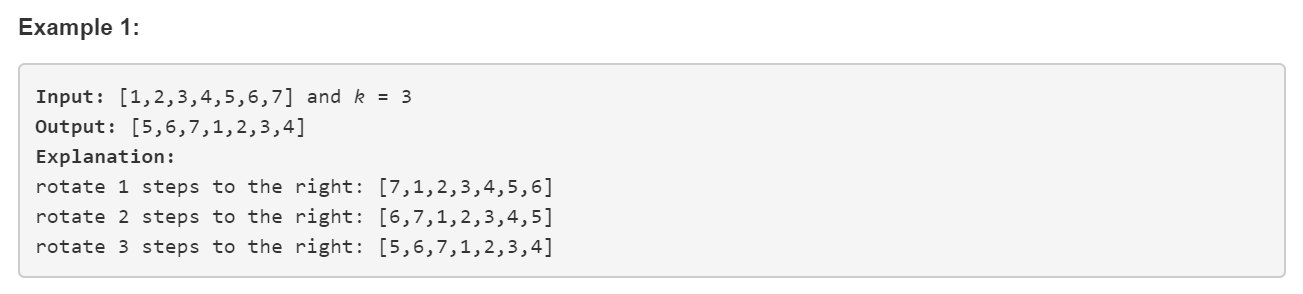 Example 1:
Input: [1,2,3,4,5,6,7] and k = 3
Output: [5,6,7,1,2,3,4]
Explanation:
rotate 1 steps to the right: [7,1,2,3,4,5,6]
rotate 2 steps to the right: [6,7,1,2,3,4,5]
rotate 3 steps to the right: [5,6,7,1,2,3,4]